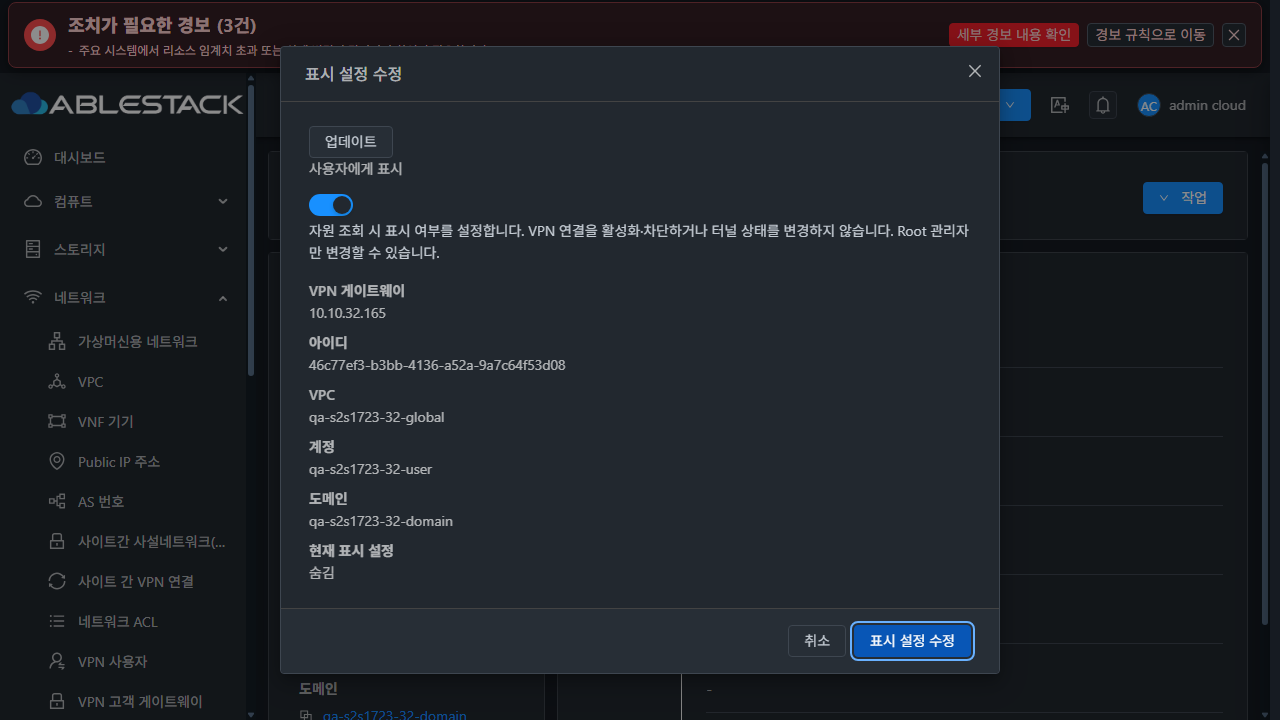 조치가 필요한 경보 (3건)
- 주요 시스템에서 리소스 임계치 초과 또는
세부 경보 내용 확인
경보 규칙으로 이동
ABLESTACK
AC
admin cloud
대시보드
컴퓨트
스토리지
네트워크
가상머신용 네트워크
VPC
VNF 기기
Public IP 주소
AS 번호
사이트간 사설네트워크(...
사이트 간 VPN 연결
네트워크 ACL
VPN 사용자
VPN 고객 게이트웨이
작업
표시 설정 수정
업데이트
사용자에게 표시
자원 조회 시 표시 여부를 설정합니다. VPN 연결을 활성화·차단하거나 터널 상태를 변경하지 않습니다. Root 관리자
만 변경할 수 있습니다.
VPN 게이트웨이
10.10.32.165
아이디
46c77ef3-b3bb-4136-a52a-9a7c64f53d08
VPC
qa-s2s1723-32-global
계정
qa-s2s1723-32-user
도메인
qa-s2s1723-32-domain
현재 표시 설정
숨김
취소
표시 설정 수정
도메인
qa-s2s1723-32-domain
-